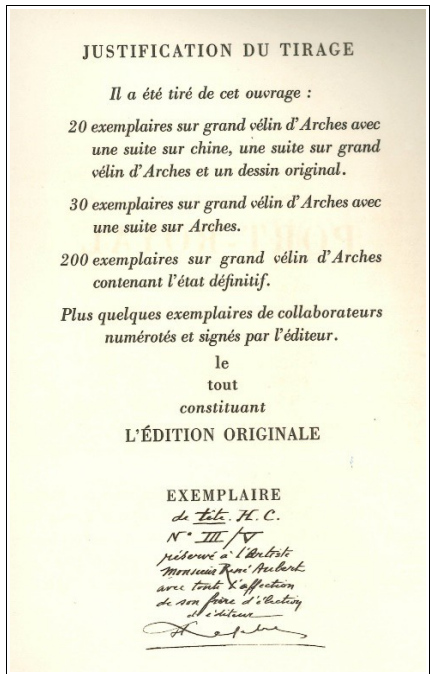 JUSTIFICATION DU TIRAGE
Il a été tiré de cet ouvrage :
20 exemplaires sur grand vélin d'Arches avec
une suite sur chine, une suite sur grand
vélin d'Arches et un dessin original.
30 exemplaires sur grand vélin d'Arches avec
une suite sur Arches.
200 exemplaires sur grand vélin d'Arches
contenant l'état définitif.
Plus quelques exemplaires de collaborateurs
numérotés et signés par l'éditeur.
le
tout
constituant
L'ÉDITION ORIGINALE
EXEMPLAIRE
de tête. H. C.
N° III/V
réservé à l'Artiste
Monsieur René Aubert
avec toute l'affection
de son frère d'élection